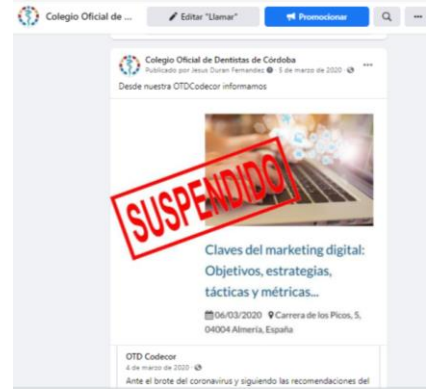 Colegio Oficial de ...
Editar "Llamar"
Promocionar
Colegio Oficial de Dentistas de Córdoba
Publicado por Jesus Duran Fernandez · 5 de marzo de 2020 ·
Desde nuestra OTDCodecor informamos
SUSPENDIDO
Claves del marketing digital:
Objetivos, estrategias,
tácticas y métricas...
06/03/2020 Carrera de los Picos, 5,
04004 Almería, España
OTD Codecor
4 de marzo de 2020 ·
Ante el brote del coronavirus y siguiendo las recomendaciones del